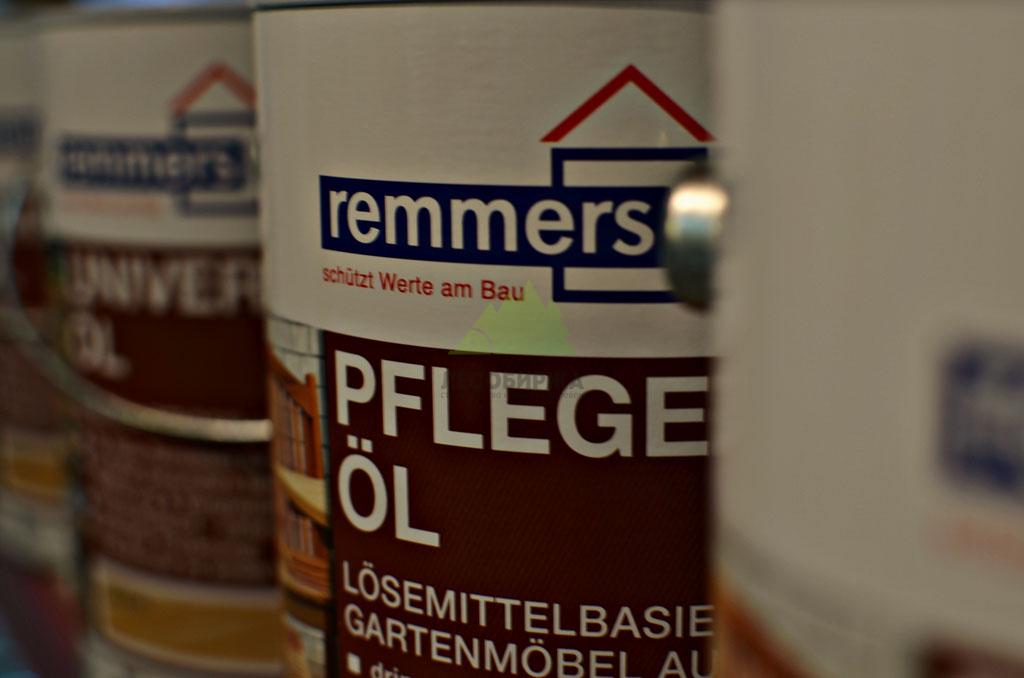 remmers
schützt Werte am Bau
PFLEGE
ÖL
LÖSEMITTELBASIE
GARTENMÖBEL AU
remmers
UNIVER
ÖL